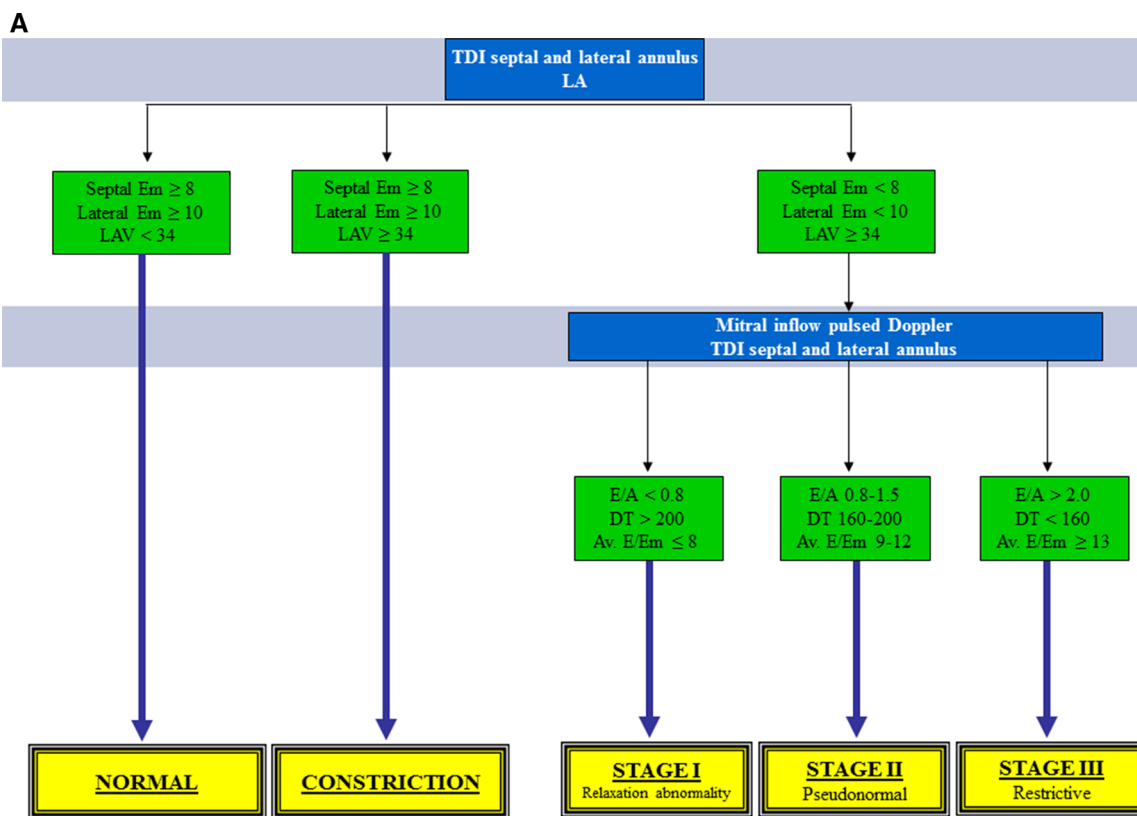 A
TDI septal and lateral annulus
LA
Septal Em ≥ 8
Lateral Em ≥ 10
LAV < 34
Septal Em ≥ 8
Lateral Em ≥ 10
LAV ≥ 34
Septal Em < 8
Lateral Em < 10
LAV ≥ 34
Mitral inflow pulsed Doppler
TDI septal and lateral annulus
E/A < 0.8
DT > 200
Av. E/Em ≤ 8
E/A 0.8-1.5
DT 160-200
Av. E/Em 9-12
E/A > 2.0
DT < 160
Av. E/Em ≥ 13
NORMAL
CONSTRICTION
STAGE I
Relaxation abnormality
STAGE II
Pseudonormal
STAGE III
Restrictive